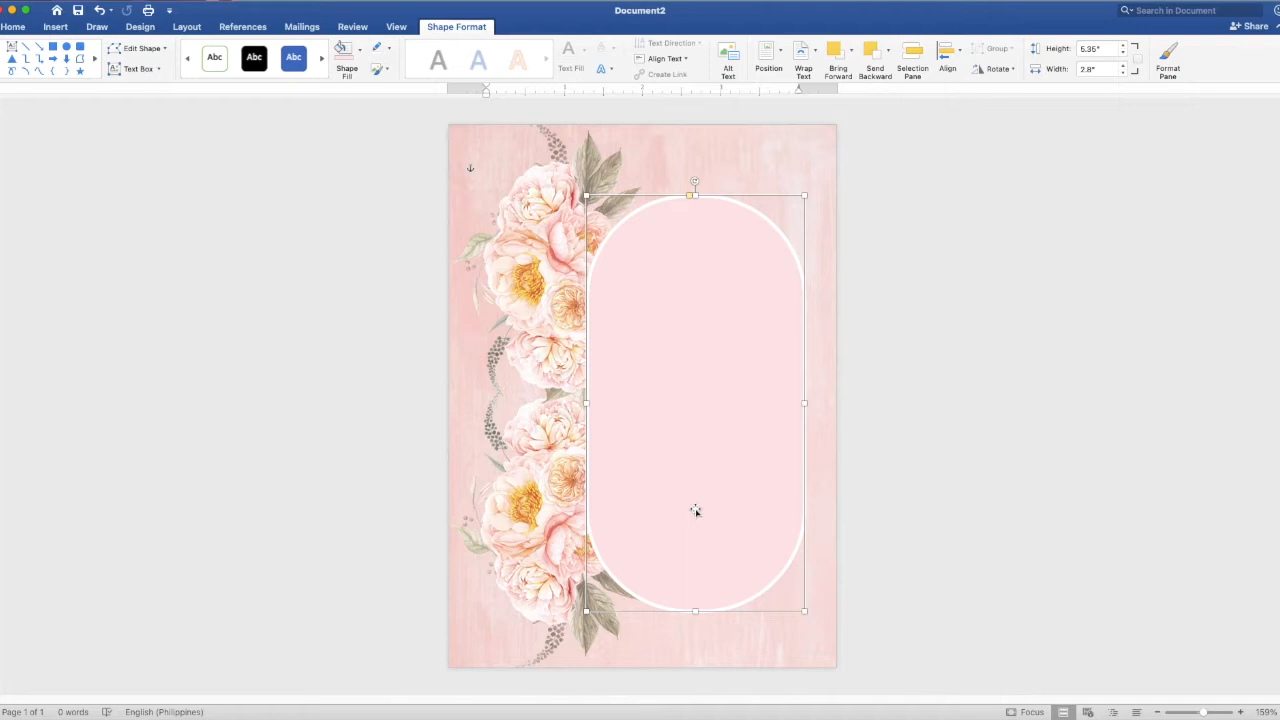 Document2
Search in Document
Home Insert Draw Design Layout References Mailings Review View Shape Format
Share
Edit Shape
Text Box
Abc Abc Abc
Shape Fill
A A A
Text Fill
Text Direction
Align Text
Create Link
Alt Text
Position
Wrap Text
Bring Forward
Send Backward
Selection Pane
Align
Group
Rotate
Height: 5.35"
Width: 2.8"
Format Pane
1 2 3
Page 1 of 1 0 words English (Philippines)
Focus
159%